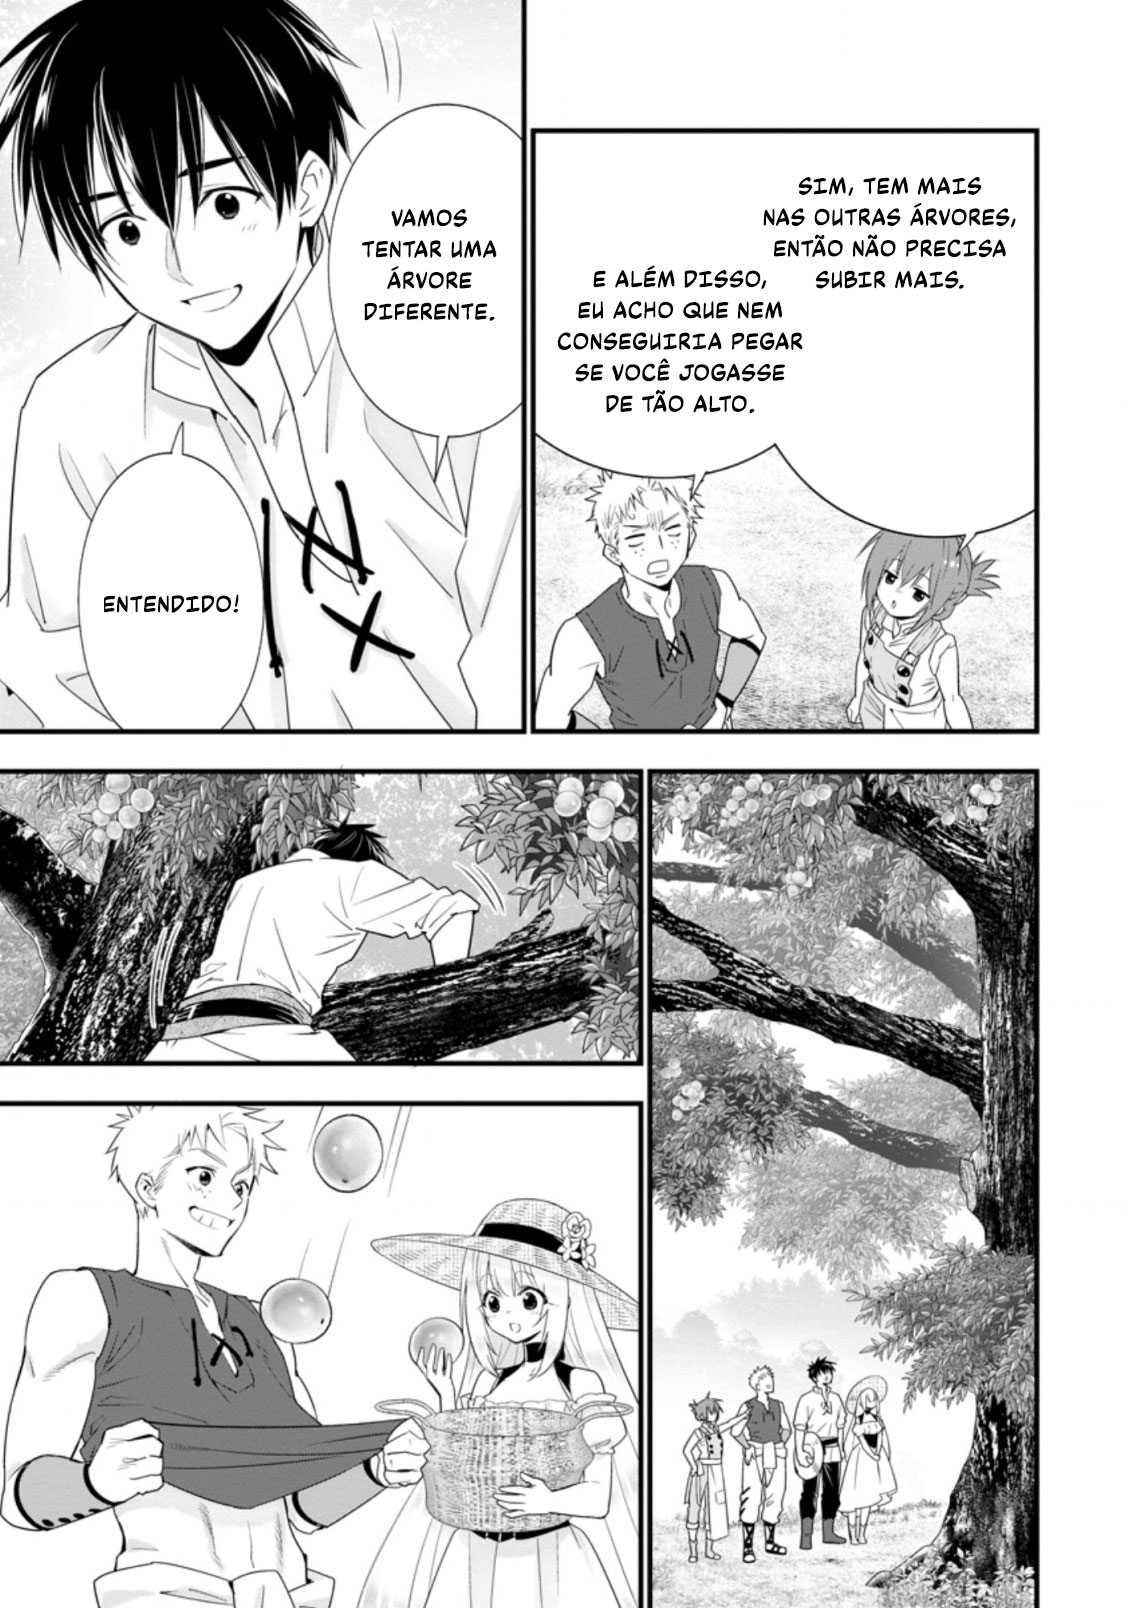 SIM, TEM MAIS
NAS OUTRAS ÁRVORES,
ENTÃO NÃO PRECISA
SUBIR MAIS.
E ALÉM DISSO,
EU ACHO QUE NEM
CONSEGUIRIA PEGAR
SE VOCÊ JOGASSE
DE TÃO ALTO.
VAMOS
TENTAR UMA
ÁRVORE
DIFERENTE.
ENTENDIDO!